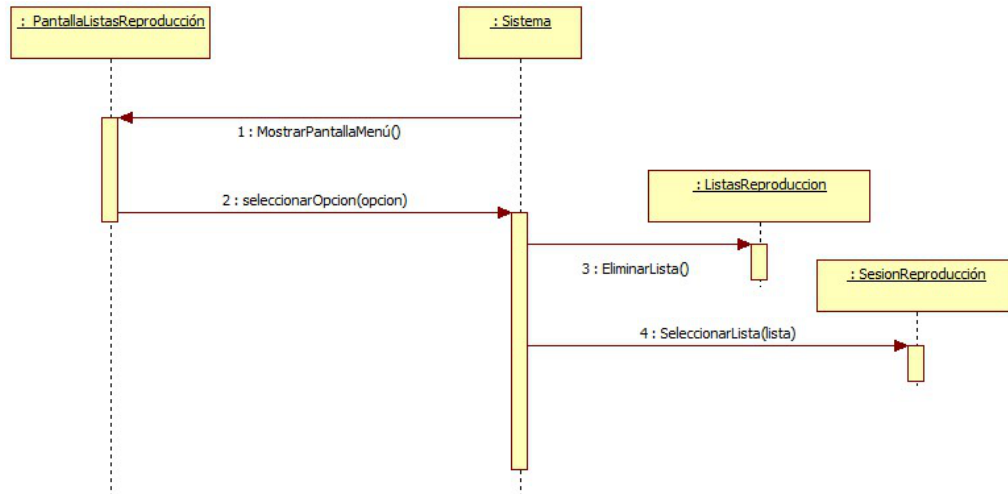 : PantallaListasReproducción
: Sistema
1 : MostrarPantallaMenú()
2 : seleccionarOpcion(opcion)
: ListasReproduccion
3 : EliminarLista()
: SesionReproducción
4 : SeleccionarLista(lista)